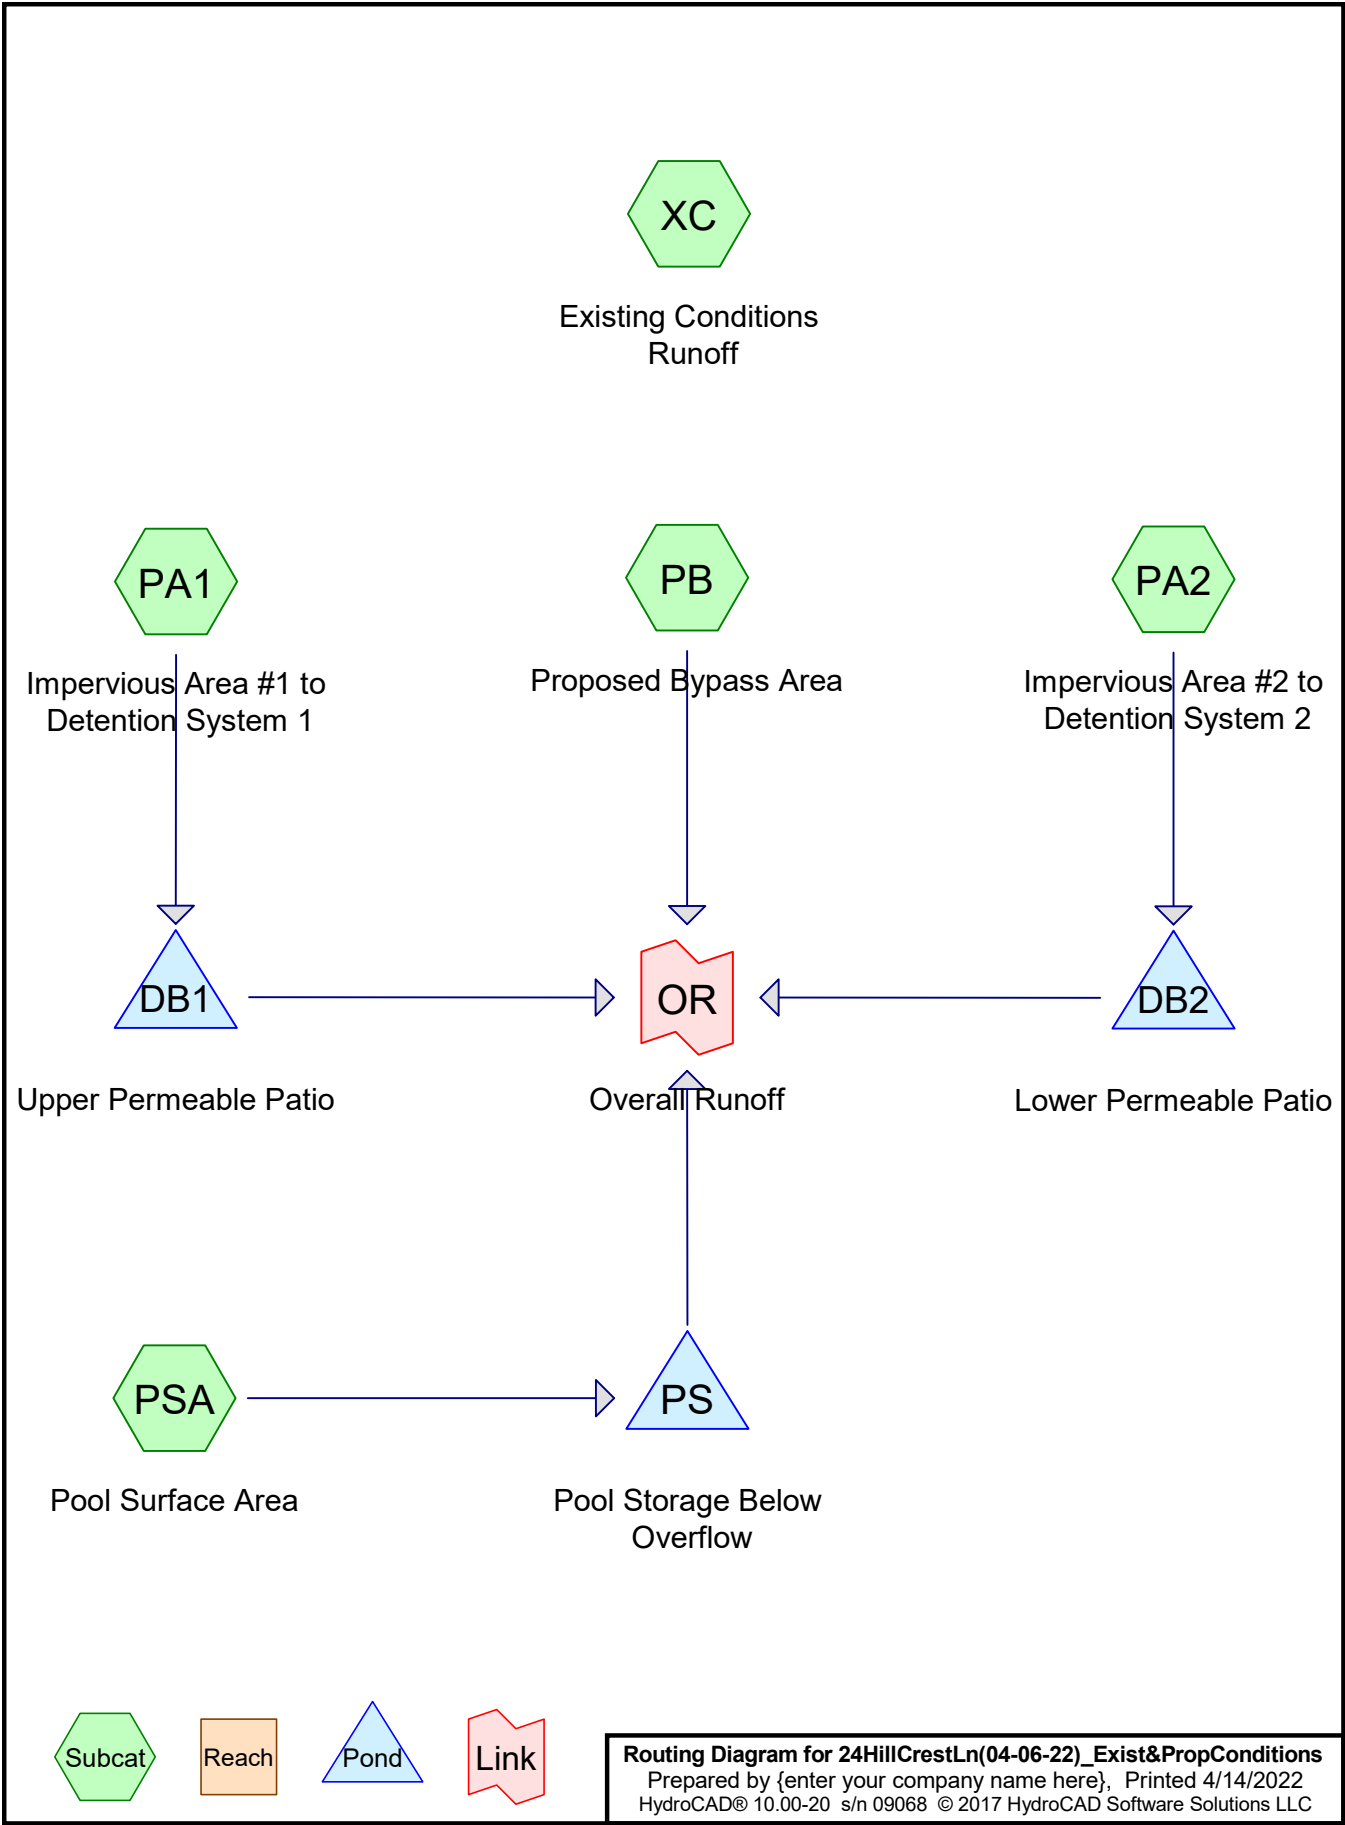 XC
Existing Conditions
Runoff
PA1
Impervious Area #1 to
Detention System 1
PB
Proposed Bypass Area
PA2
Impervious Area #2 to
Detention System 2
DB1
Upper Permeable Patio
OR
Overall Runoff
DB2
Lower Permeable Patio
PSA
Pool Surface Area
PS
Pool Storage Below
Overflow
Subcat
Reach
Pond
Link
Routing Diagram for 24HillCrestLn(04-06-22)_Exist&PropConditions
Prepared by {enter your company name here}, Printed 4/14/2022
HydroCAD® 10.00-20 s/n 09068 © 2017 HydroCAD Software Solutions LLC